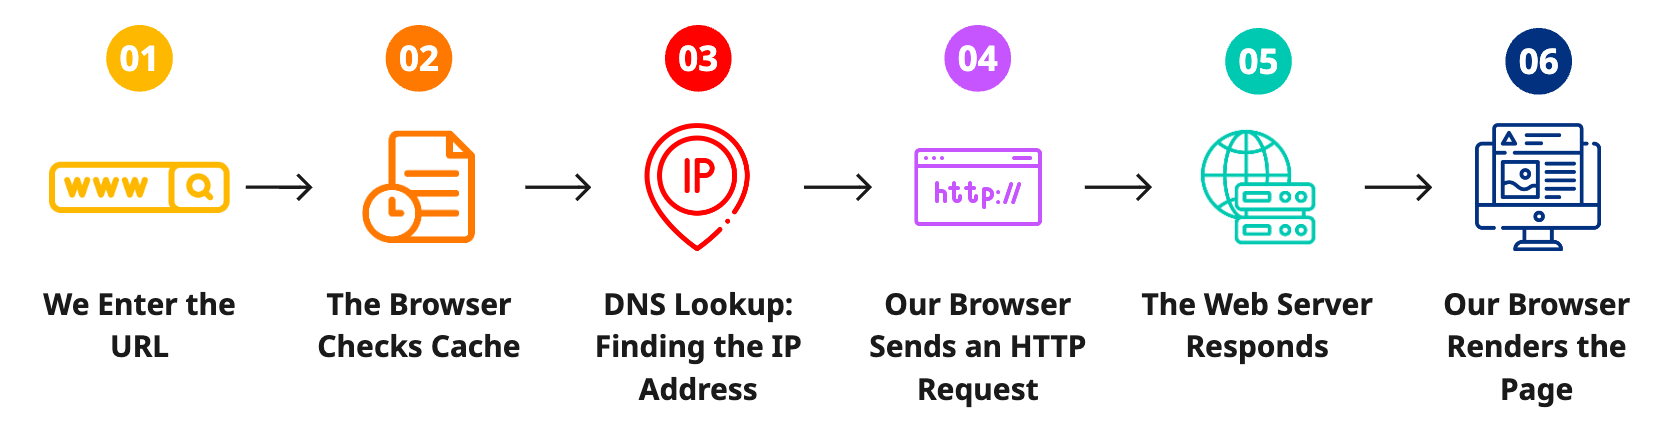 01
02
03
04
05
06
www
IP
http://
We Enter the
URL
The Browser
Checks Cache
DNS Lookup:
Finding the IP
Address
Our Browser
Sends an HTTP
Request
The Web Server
Responds
Our Browser
Renders the
Page